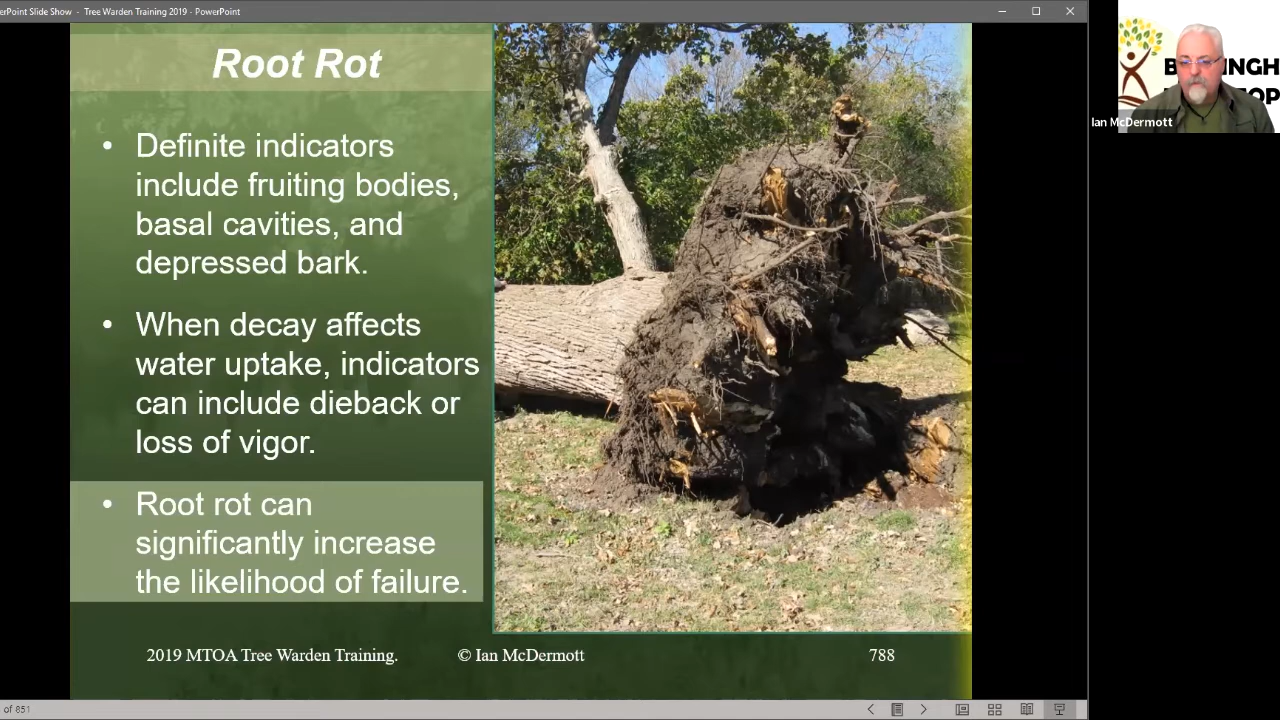 erPoint Slide Show - Tree Warden Training 2019 - PowerPoint
Root Rot
• Definite indicators
include fruiting bodies,
basal cavities, and
depressed bark.
• When decay affects
water uptake, indicators
can include dieback or
loss of vigor.
• Root rot can
significantly increase
the likelihood of failure.
2019 MTOA Tree Warden Training. © Ian McDermott 788
of 851
Ian McDermott